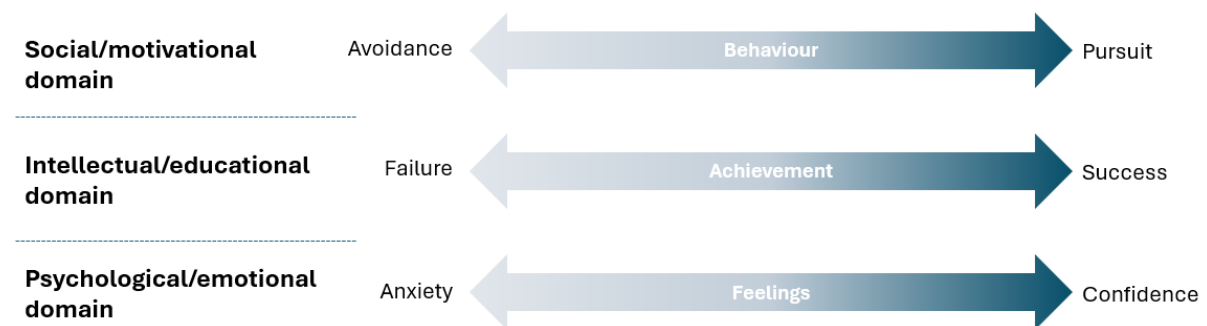 Social/motivational
domain
Avoidance
Behaviour
Pursuit
Intellectual/educational
domain
Failure
Achievement
Success
Psychological/emotional
domain
Anxiety
Feelings
Confidence